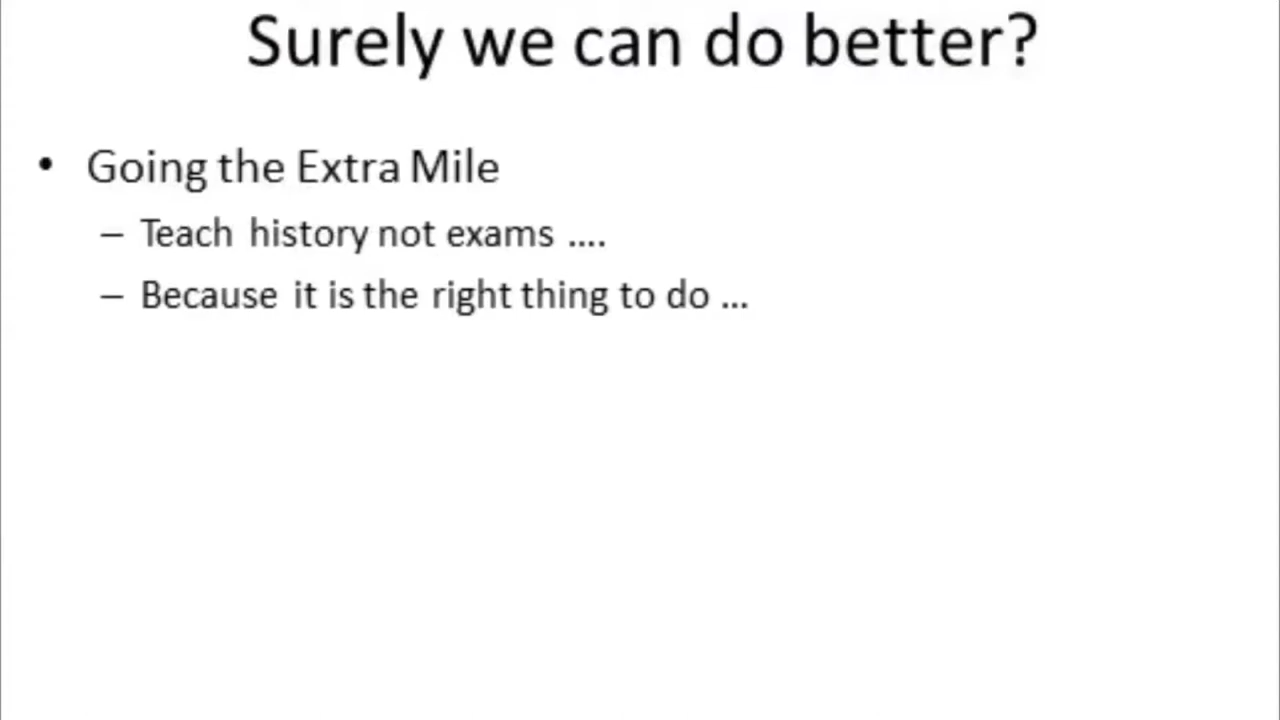 Surely we can do better?
• Going the Extra Mile
– Teach history not exams ....
– Because it is the right thing to do ...